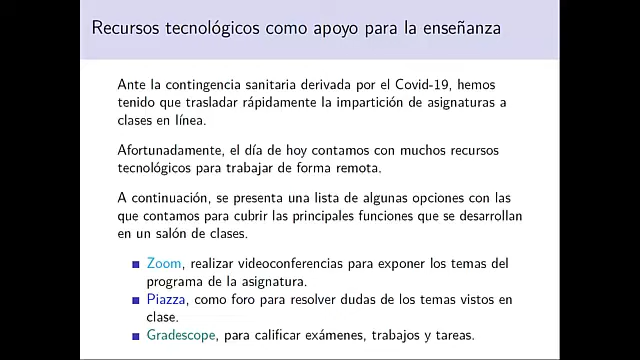 Recursos tecnológicos como apoyo para la enseñanza
Ante la contingencia sanitaria derivada por el Covid-19, hemos
tenido que trasladar rápidamente la impartición de asignaturas a
clases en línea.
Afortunadamente, el día de hoy contamos con muchos recursos
tecnológicos para trabajar de forma remota.
A continuación, se presenta una lista de algunas opciones con las
que contamos para cubrir las principales funciones que se desarrollan
en un salón de clases.
Zoom, realizar videoconferencias para exponer los temas del
programa de la asignatura.
Piazza, como foro para resolver dudas de los temas vistos en
clase.
Gradescope, para calificar exámenes, trabajos y tareas.